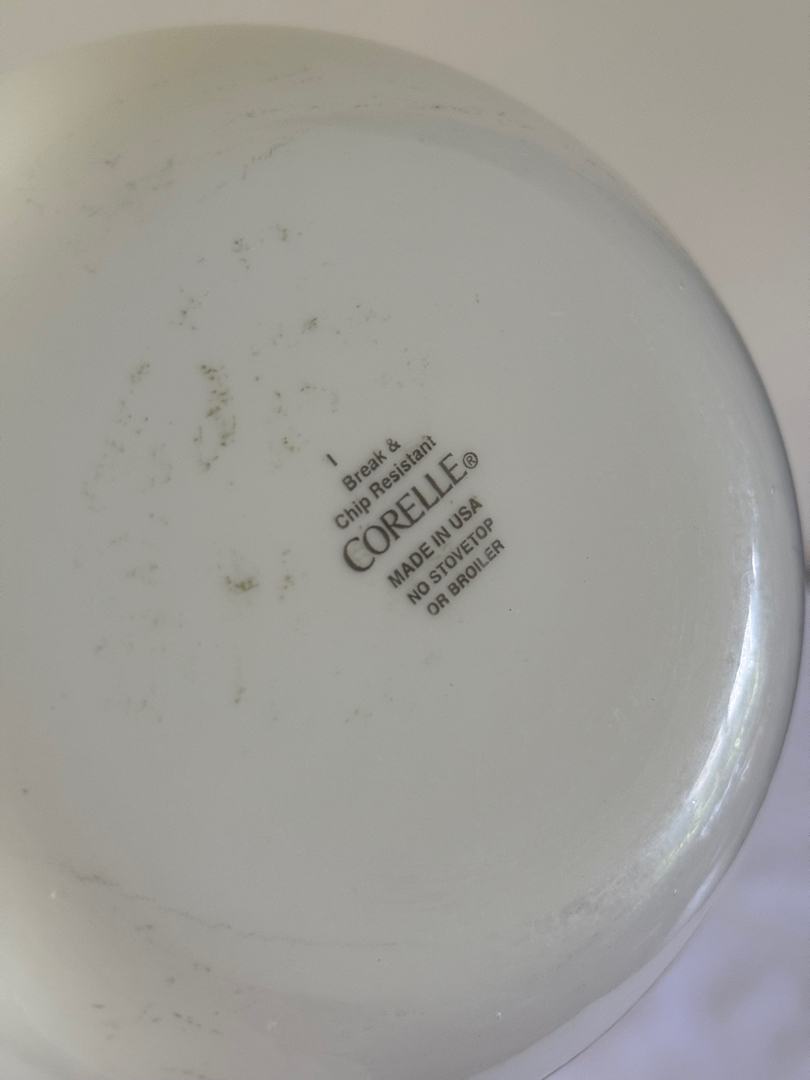 I
Break &
Chip Resistant
CORELLE®
MADE IN USA
NO STOVETOP
OR BROILER